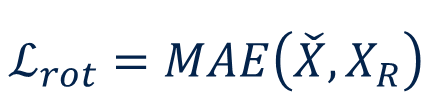 ℒ_rot = MAE(X̌, X_R)